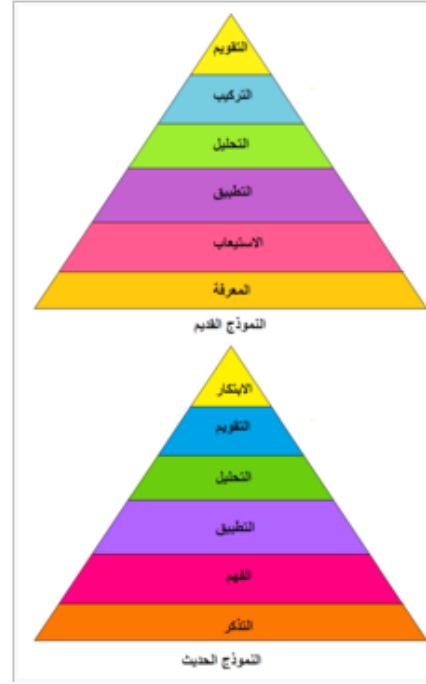 التقويم
التركيب
التحليل
التطبيق
الاستيعاب
المعرفة
النموذج القديم
الابتكار
التقويم
التحليل
التطبيق
الفهم
التذكر
النموذج الحديث